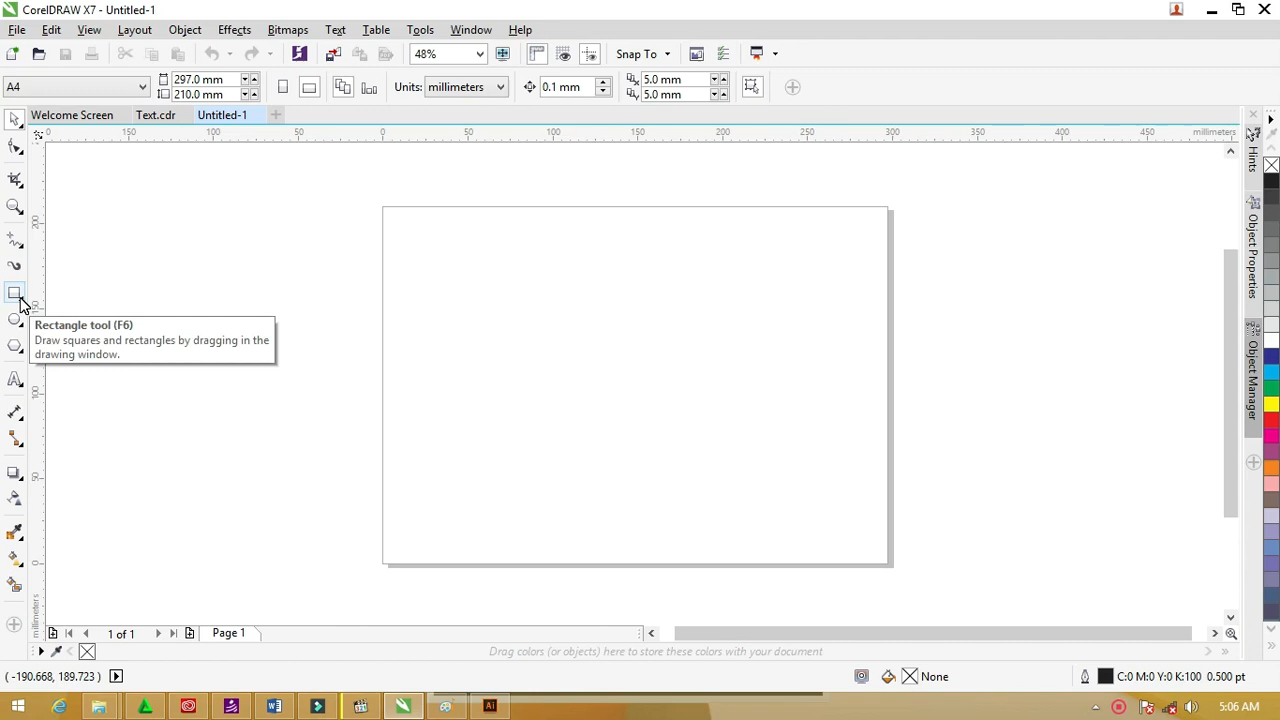 CorelDRAW X7 - Untitled-1
File Edit View Layout Object Effects Bitmaps Text Table Tools Window Help
48% Snap To
A4 297.0 mm 210.0 mm Units: millimeters 0.1 mm 5.0 mm 5.0 mm
Welcome Screen Text.cdr Untitled-1
150 100 50 0 50 100 150 200 250 300 350 400 450 millimeters
200
100
50
0
millimeters
Rectangle tool (F6)
Draw squares and rectangles by dragging in the
drawing window.
Hints
Object Properties
Object Manager
1 of 1 Page 1
Drag colors (or objects) here to store these colors with your document
( -190.668, 189.723 ) None C:0 M:0 Y:0 K:100 0.500 pt
5:06 AM